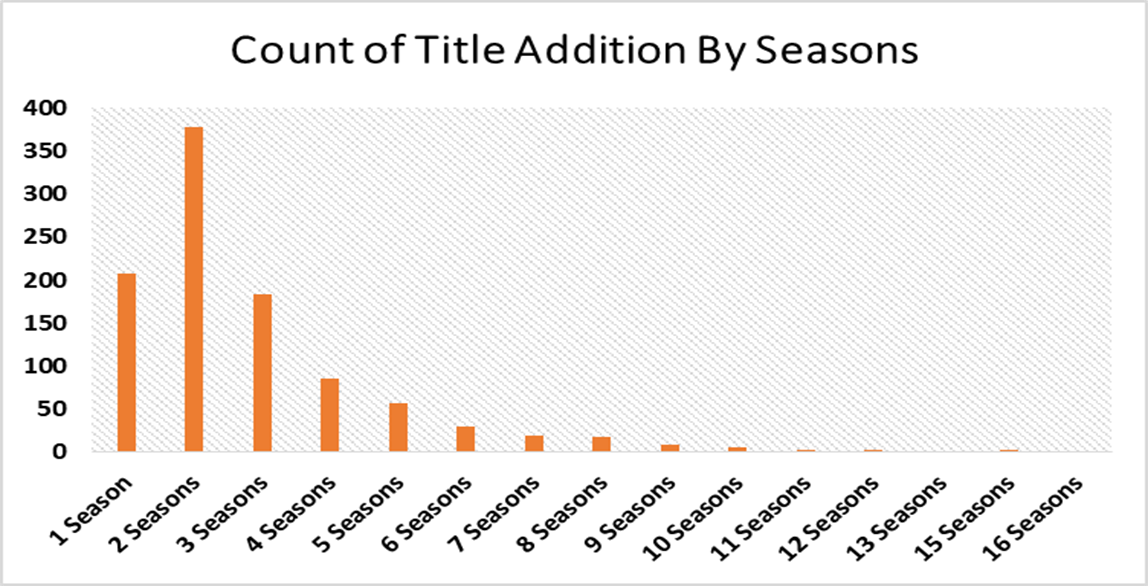 Count of Title Addition By Seasons
400
350
300
250
200
150
100
50
0
1 Season
2 Seasons
3 Seasons
4 Seasons
5 Seasons
6 Seasons
7 Seasons
8 Seasons
9 Seasons
10 Seasons
11 Seasons
12 Seasons
13 Seasons
15 Seasons
16 Seasons